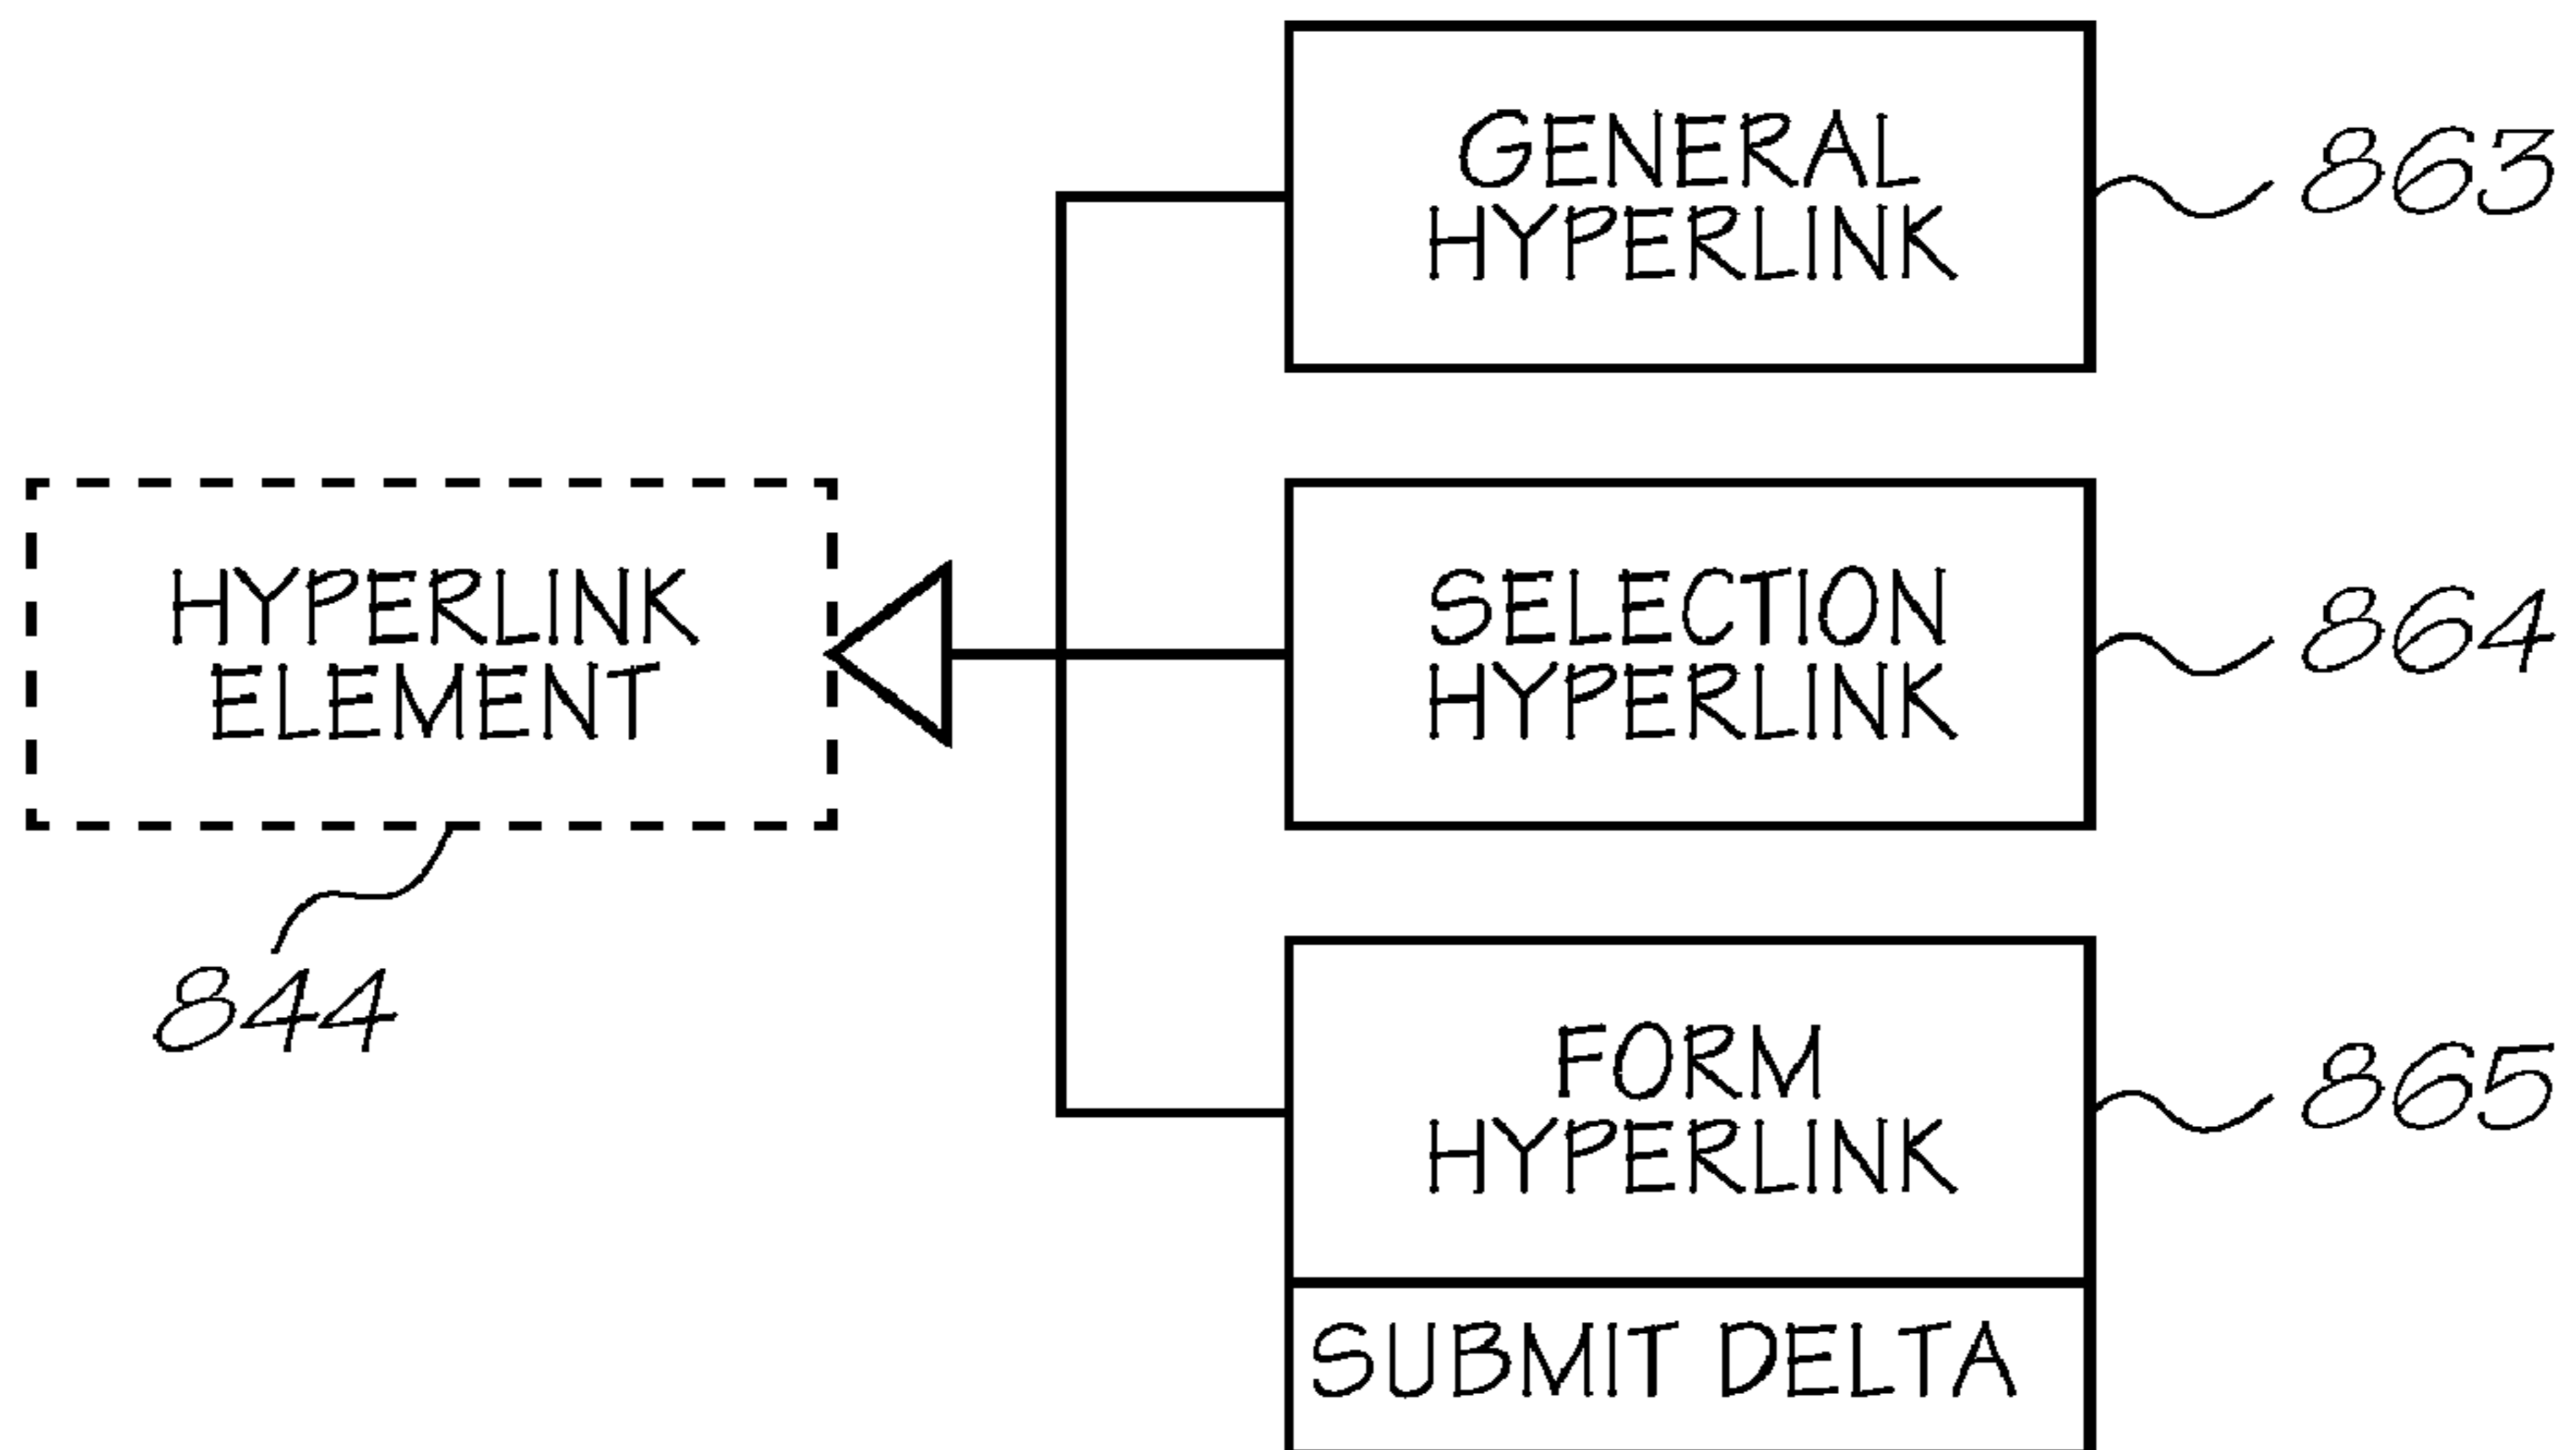 GENERAL
HYPERLINK
863
HYPERLINK
ELEMENT
844
SELECTION
HYPERLINK
864
FORM
HYPERLINK
865
SUBMIT DELTA